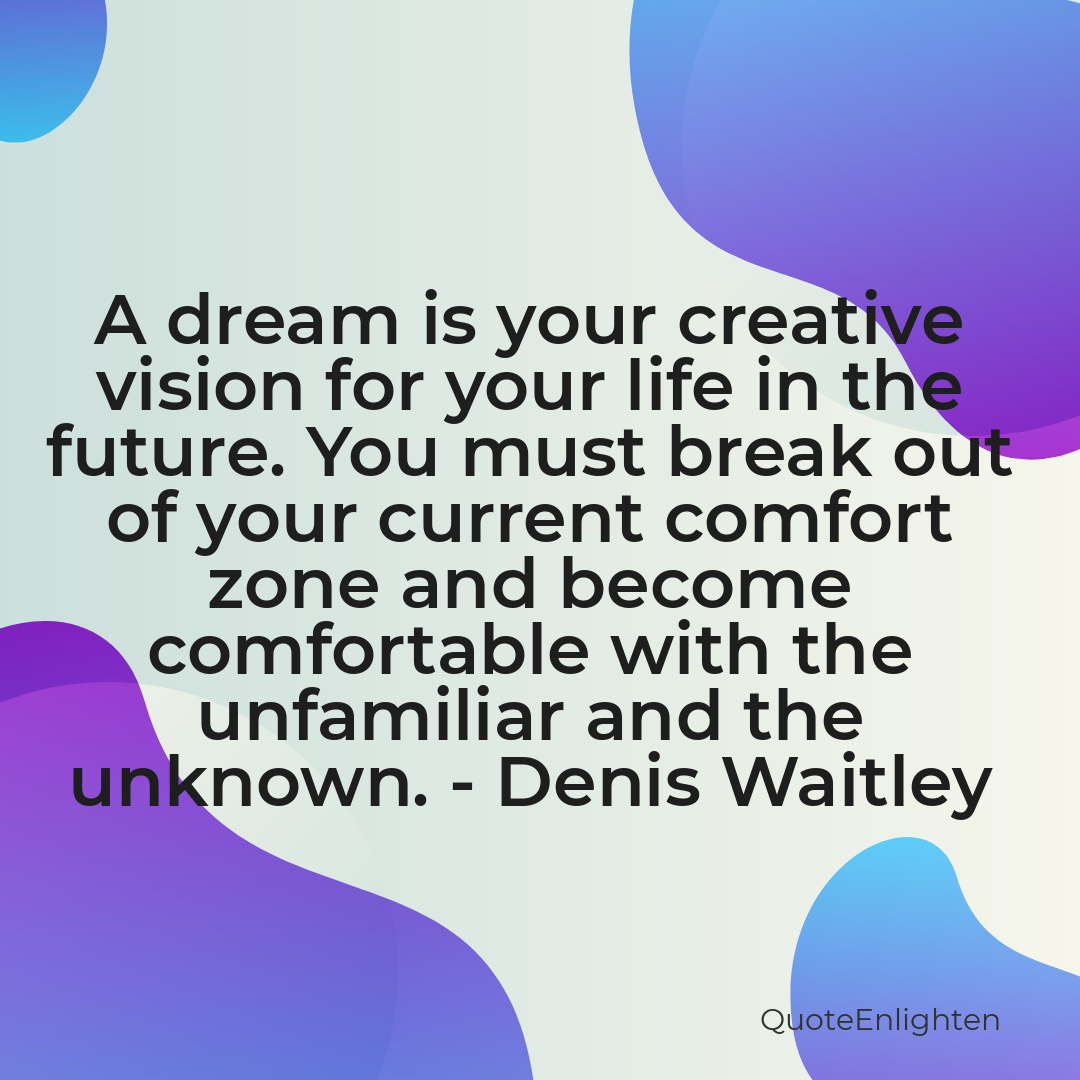 A dream is your creative
vision for your life in the
future. You must break out
of your current comfort
zone and become
comfortable with the
unfamiliar and the
unknown. - Denis Waitley
QuoteEnlighten